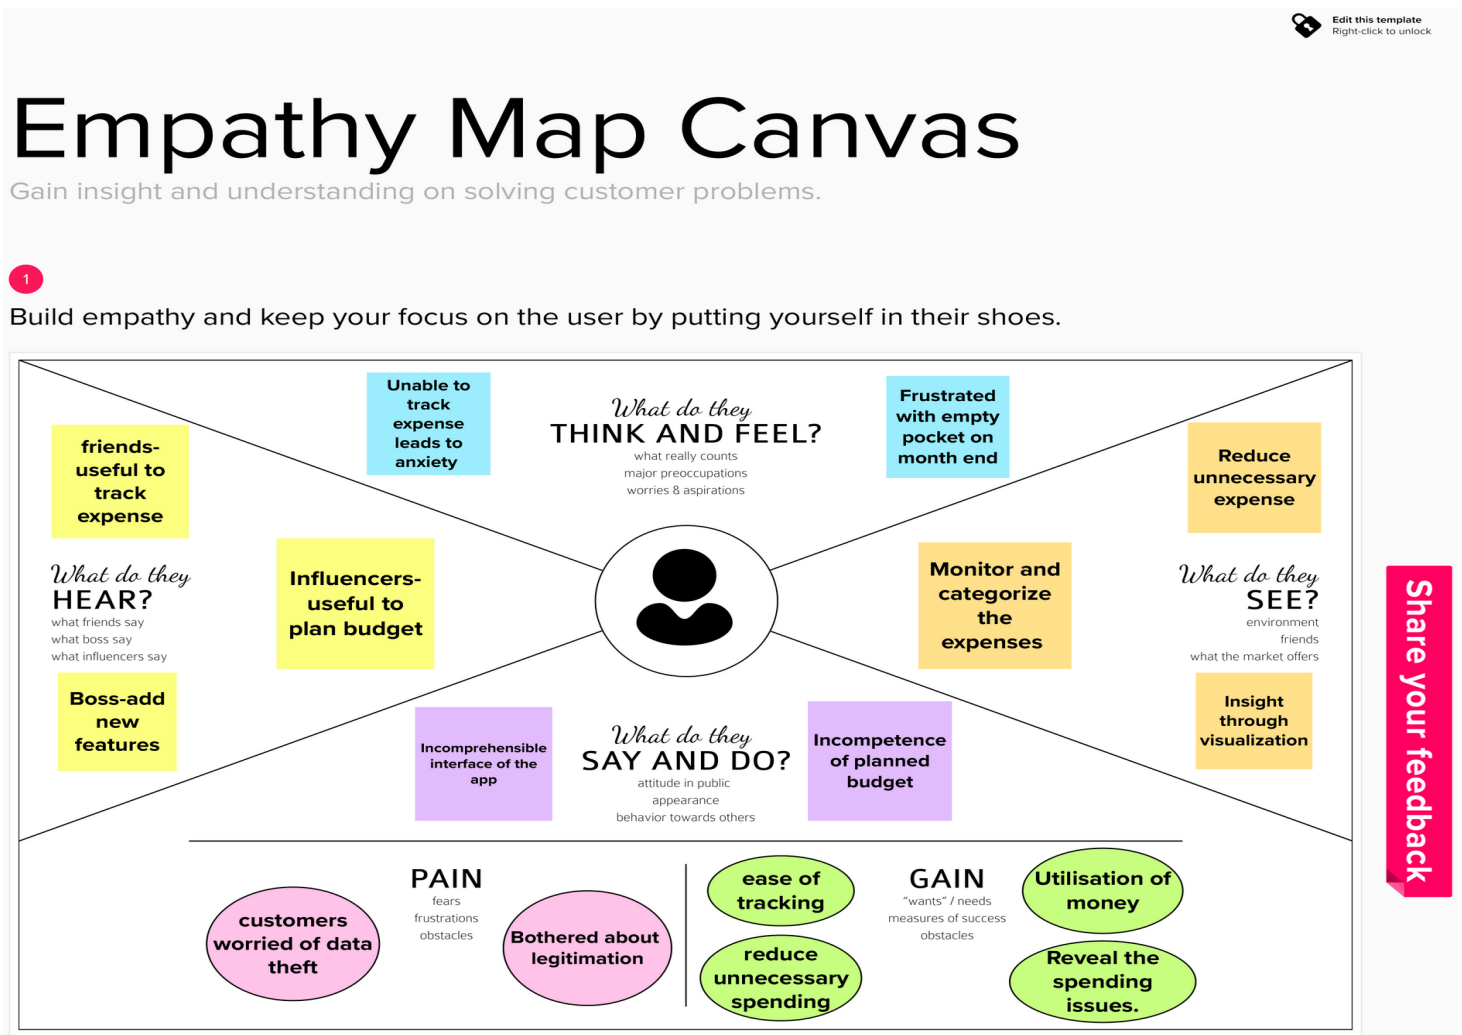 Edit this template
Right-click to unlock
Empathy Map Canvas
Gain insight and understanding on solving customer problems.
1
Build empathy and keep your focus on the user by putting yourself in their shoes.
Unable to
track
expense
leads to
anxiety
What do they
THINK AND FEEL?
what really counts
major preoccupations
worries & aspirations
Frustrated
with empty
pocket on
month end
friends-
useful to
track
expense
Influencers-
useful to
plan budget
What do they
HEAR?
what friends say
what boss say
what influencers say
Boss-add
new
features
Reduce
unnecessary
expense
Monitor and
categorize
the
expenses
What do they
SEE?
environment
friends
what the market offers
Insight
through
visualization
Incomprehensible
interface of the
app
What do they
SAY AND DO?
attitude in public
appearance
behavior towards others
Incompetence
of planned
budget
Share your feedback
PAIN
fears
frustrations
obstacles
customers
worried of data
theft
Bothered about
legitimation
ease of
tracking
reduce
unnecessary
spending
GAIN
"wants" / needs
measures of success
obstacles
Utilisation of
money
Reveal the
spending
issues.